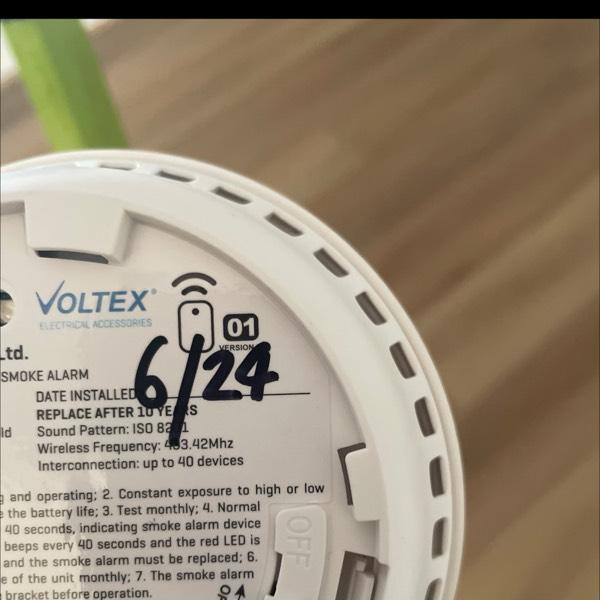 VOLTEX®
ELECTRICAL ACCESSORIES
01
VERSION
Ltd.
SMOKE ALARM
DATE INSTALLED 6/24
REPLACE AFTER 10 YEARS
ld Sound Pattern: ISO 8201
Wireless Frequency: 433.42Mhz
Interconnection: up to 40 devices
g and operating; 2. Constant exposure to high or low
e the battery life; 3. Test monthly; 4. Normal
40 seconds, indicating smoke alarm device
beeps every 40 seconds and the red LED is
and the smoke alarm must be replaced; 6.
e of the unit monthly; 7. The smoke alarm
bracket before operation.
OFF